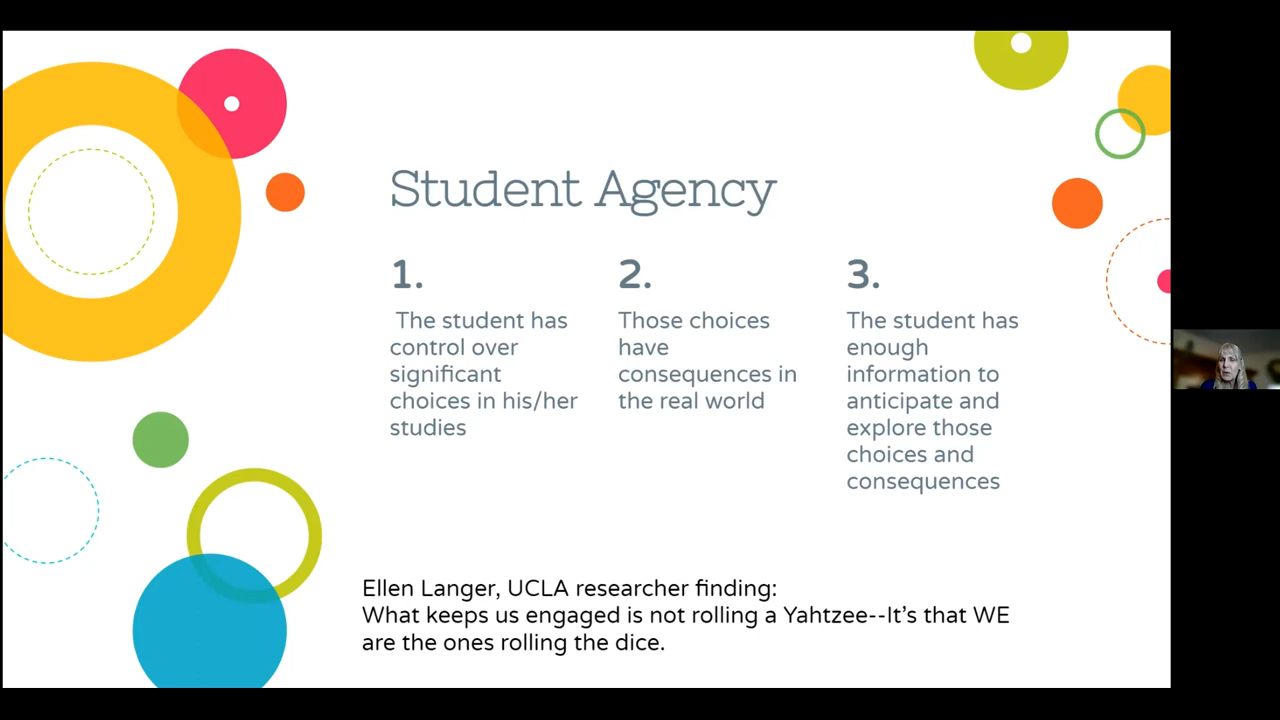 Student Agency
1.
The student has
control over
significant
choices in his/her
studies
2.
Those choices
have
consequences in
the real world
3.
The student has
enough
information to
anticipate and
explore those
choices and
consequences
Ellen Langer, UCLA researcher finding:
What keeps us engaged is not rolling a Yahtzee--It's that WE
are the ones rolling the dice.